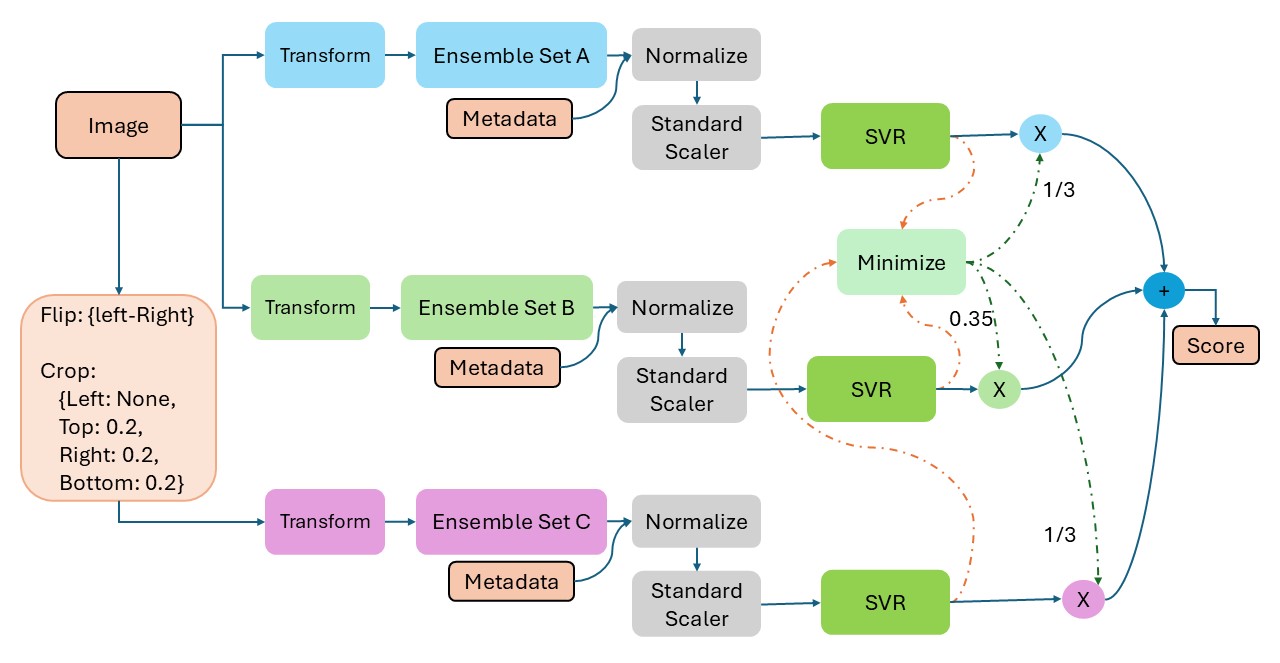 Image
Transform
Ensemble Set A
Metadata
Normalize
Standard
Scaler
SVR
X
1/3
Minimize
Transform
Ensemble Set B
Metadata
Normalize
Standard
Scaler
SVR
0.35
X
+
Score
Flip: {left-Right}
Crop:
{Left: None,
Top: 0.2,
Right: 0.2,
Bottom: 0.2}
Transform
Ensemble Set C
Metadata
Normalize
Standard
Scaler
SVR
1/3
X